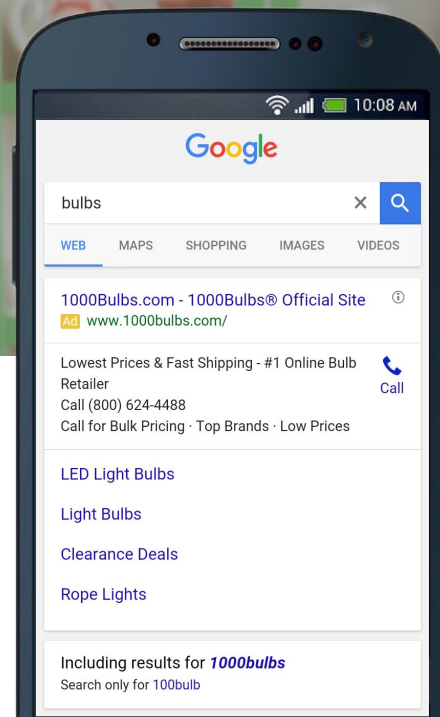 10:08 AM
Google
bulbs
WEB MAPS SHOPPING IMAGES VIDEOS
1000Bulbs.com - 1000Bulbs® Official Site
Ad www.1000bulbs.com/
Lowest Prices & Fast Shipping - #1 Online Bulb
Retailer
Call (800) 624-4488
Call for Bulk Pricing · Top Brands · Low Prices
Call
LED Light Bulbs
Light Bulbs
Clearance Deals
Rope Lights
Including results for 1000bulbs
Search only for 100bulb